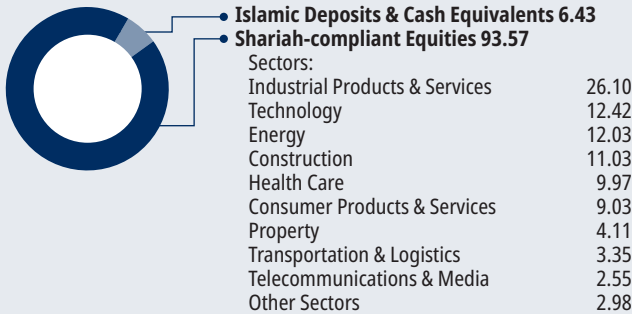 Islamic Deposits & Cash Equivalents 6.43
Shariah-compliant Equities 93.57
Sectors:
Industrial Products & Services 26.10
Technology 12.42
Energy 12.03
Construction 11.03
Health Care 9.97
Consumer Products & Services 9.03
Property 4.11
Transportation & Logistics 3.35
Telecommunications & Media 2.55
Other Sectors 2.98